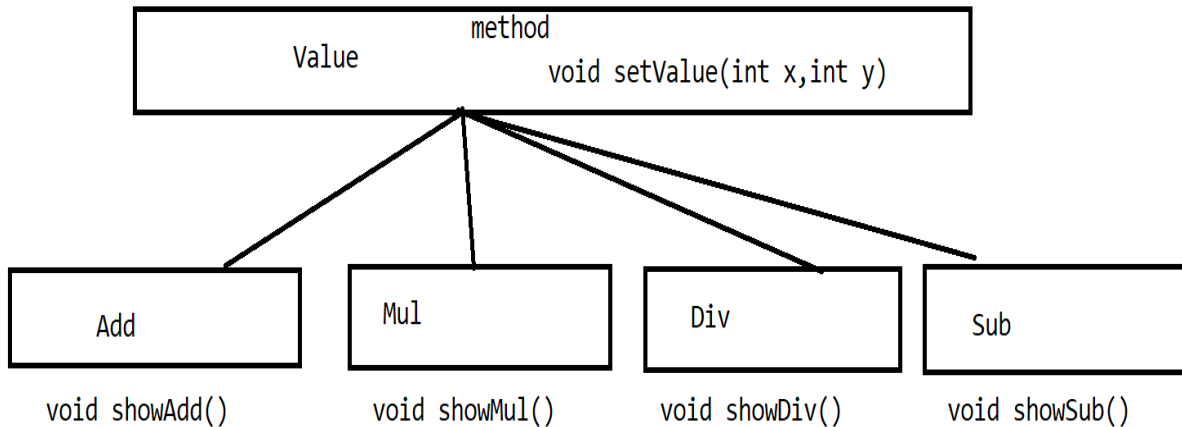 method
Value
void setValue(int x,int y)
Add
Mul
Div
Sub
void showAdd()
void showMul()
void showDiv()
void showSub()